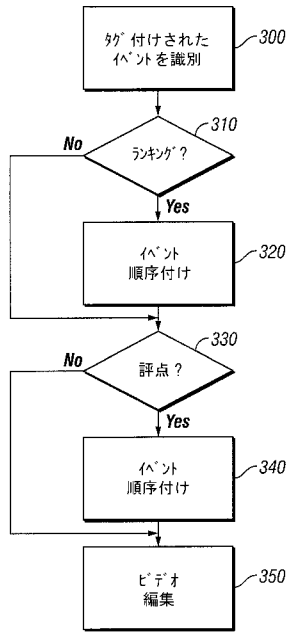 ﾀｸﾞ付けされた
ｲﾍﾞﾝﾄを識別
300
ﾗﾝｷﾝｸﾞ?
310
No
Yes
ｲﾍﾞﾝﾄ
順序付け
320
評点?
330
No
Yes
ｲﾍﾞﾝﾄ
順序付け
340
ﾋﾞﾃﾞｵ
編集
350